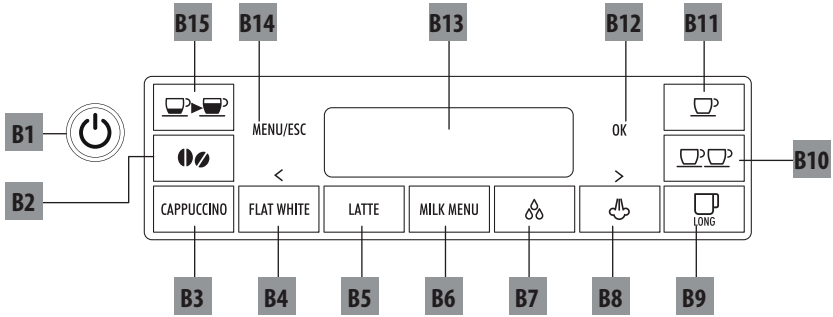 B15 B14 B13 B12 B11
B1
MENU/ESC OK
B10
< >
B2
CAPPUCCINO FLAT WHITE LATTE MILK MENU LONG
B3 B4 B5 B6 B7 B8 B9